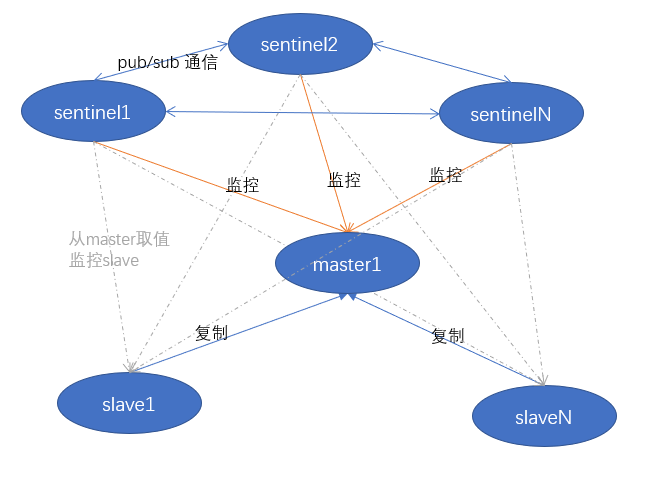 sentinel2
pub/sub 通信
sentinel1
sentinelN
监控
监控
监控
从master取值
监控slave
master1
复制
复制
slave1
slaveN